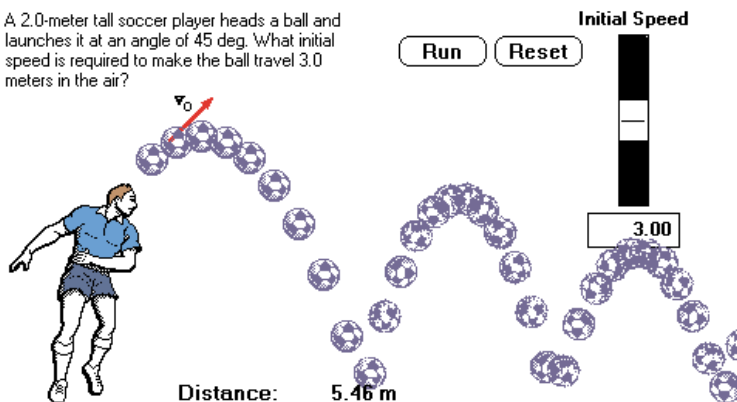 A 2.0-meter tall soccer player heads a ball and
launches it at an angle of 45 deg. What initial
speed is required to make the ball travel 3.0
meters in the air?
Initial Speed
Run
Reset
v0
3.00
Distance: 5.46 m